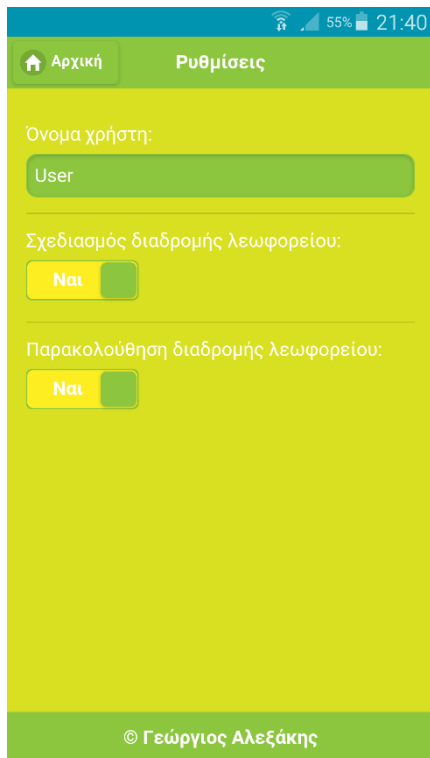 55% 21:40
Αρχική Ρυθμίσεις
Όνομα χρήστη:
User
Σχεδιασμός διαδρομής λεωφορείου:
Ναι
Παρακολούθηση διαδρομής λεωφορείου:
Ναι
© Γεώργιος Αλεξάκης